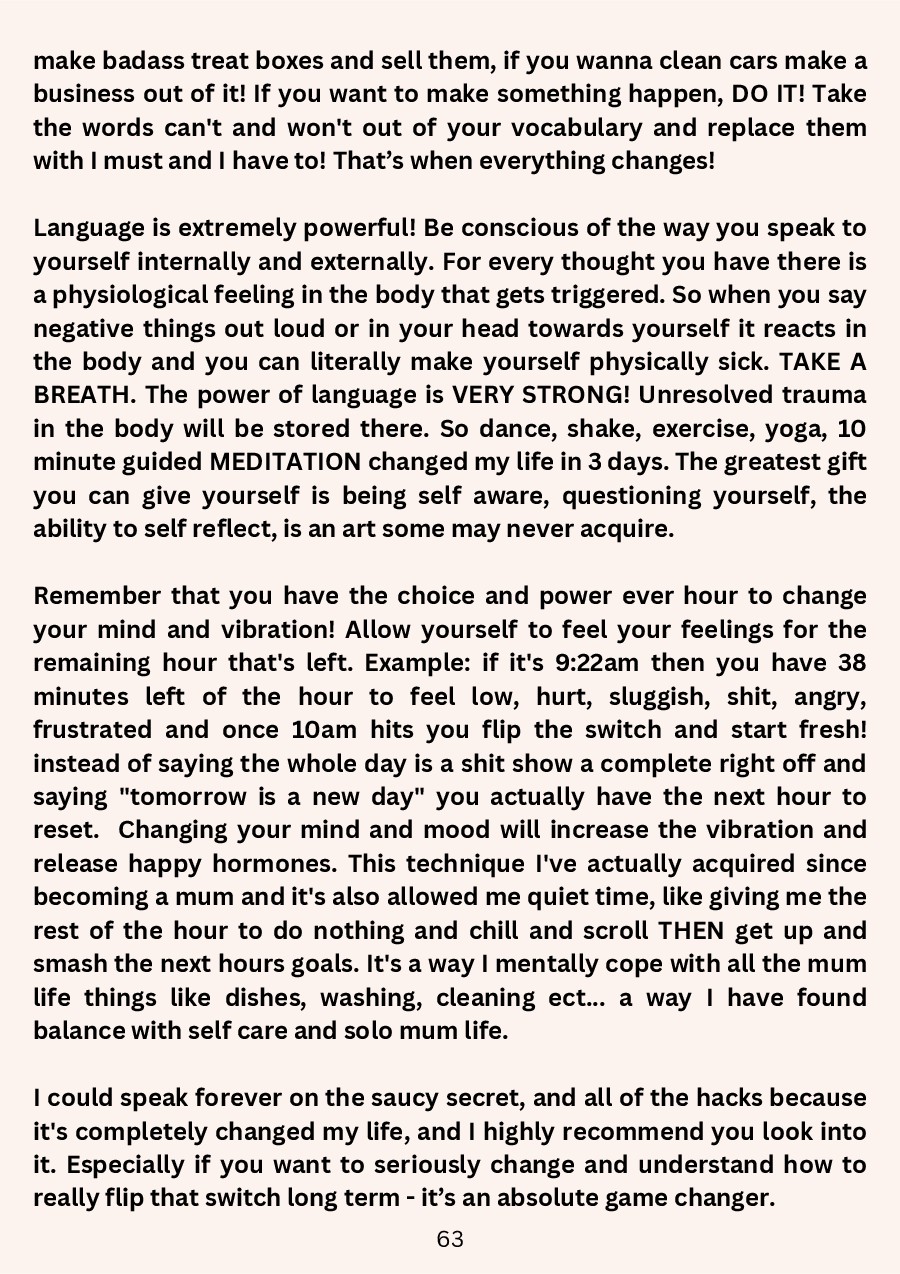 make badass treat boxes and sell them, if you wanna clean cars make a
business out of it! If you want to make something happen, DO IT! Take
the words can't and won't out of your vocabulary and replace them
with I must and I have to! That’s when everything changes!
Language is extremely powerful! Be conscious of the way you speak to
yourself internally and externally. For every thought you have there is
a physiological feeling in the body that gets triggered. So when you say
negative things out loud or in your head towards yourself it reacts in
the body and you can literally make yourself physically sick. TAKE A
BREATH. The power of language is VERY STRONG! Unresolved trauma
in the body will be stored there. So dance, shake, exercise, yoga, 10
minute guided MEDITATION changed my life in 3 days. The greatest gift
you can give yourself is being self aware, questioning yourself, the
ability to self reflect, is an art some may never acquire.
Remember that you have the choice and power ever hour to change
your mind and vibration! Allow yourself to feel your feelings for the
remaining hour that's left. Example: if it's 9:22am then you have 38
minutes left of the hour to feel low, hurt, sluggish, shit, angry,
frustrated and once 10am hits you flip the switch and start fresh!
instead of saying the whole day is a shit show a complete right off and
saying "tomorrow is a new day" you actually have the next hour to
reset.  Changing your mind and mood will increase the vibration and
release happy hormones. This technique I've actually acquired since
becoming a mum and it's also allowed me quiet time, like giving me the
rest of the hour to do nothing and chill and scroll THEN get up and
smash the next hours goals. It's a way I mentally cope with all the mum
life things like dishes, washing, cleaning ect... a way I have found
balance with self care and solo mum life.
I could speak forever on the saucy secret, and all of the hacks because
it's completely changed my life, and I highly recommend you look into
it. Especially if you want to seriously change and understand how to
really flip that switch long term - it’s an absolute game changer.
63